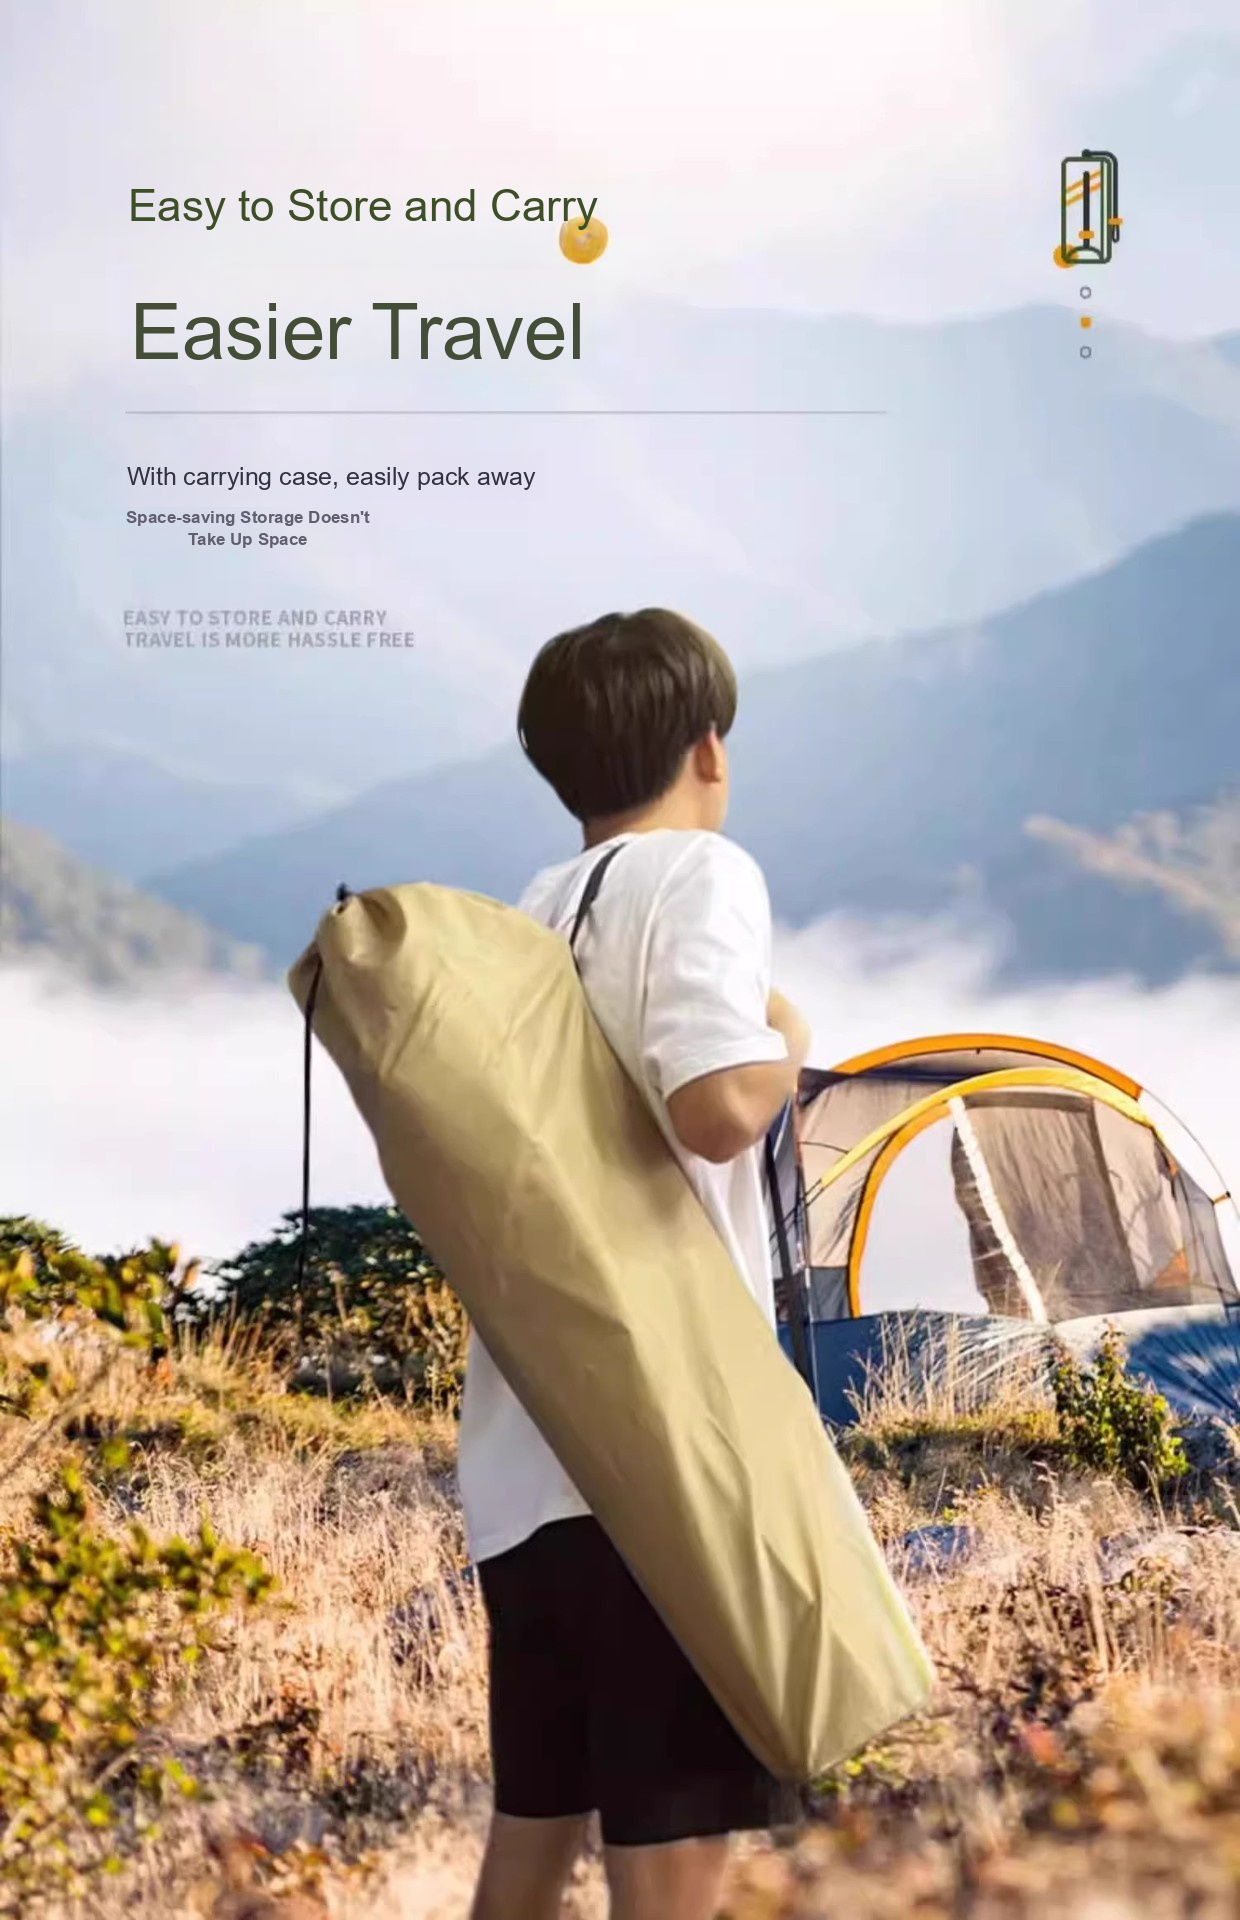 Easy to Store and Carry
Easier Travel
With carrying case, easily pack away
Space-saving Storage Doesn't
Take Up Space
EASY TO STORE AND CARRY
TRAVEL IS MORE HASSLE FREE